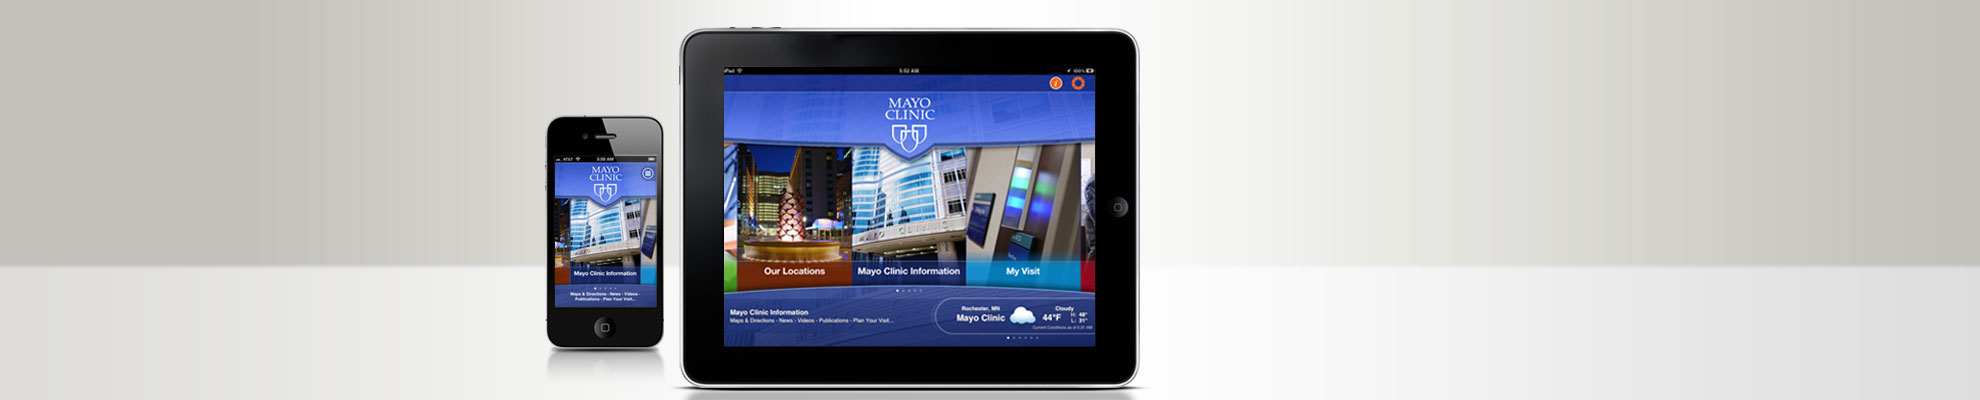 AT&T 5:09 AM
MAYO
CLINIC
Mayo Clinic Information
Maps & Directions - News - Videos -
Publications - Plan Your Visit...
iPad 5:52 AM 100%
i
MAYO
CLINIC
MAYO CLINIC
Our Locations
Mayo Clinic Information
My Visit
Mayo Clinic Information
Maps & Directions - News - Videos - Publications - Plan Your Visit...
Rochester, MN
Mayo Clinic
44°F
Cloudy
H: 48°
L: 31°
Current Conditions as of 5:31 AM